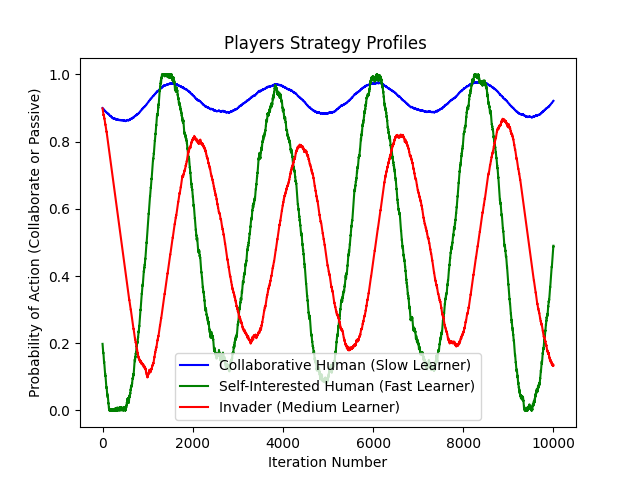 Players Strategy Profiles
Probability of Action (Collaborate or Passive)
1.0
0.8
0.6
0.4
0.2
0.0
Collaborative Human (Slow Learner)
Self-Interested Human (Fast Learner)
Invader (Medium Learner)
0 2000 4000 6000 8000 10000
Iteration Number